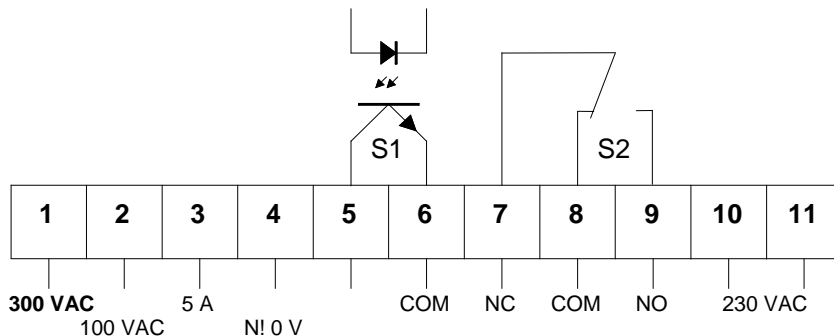 S1
S2
1 2 3 4 5 6 7 8 9 10 11
300 VAC 5 A COM NC COM NO 230 VAC
100 VAC N! 0 V